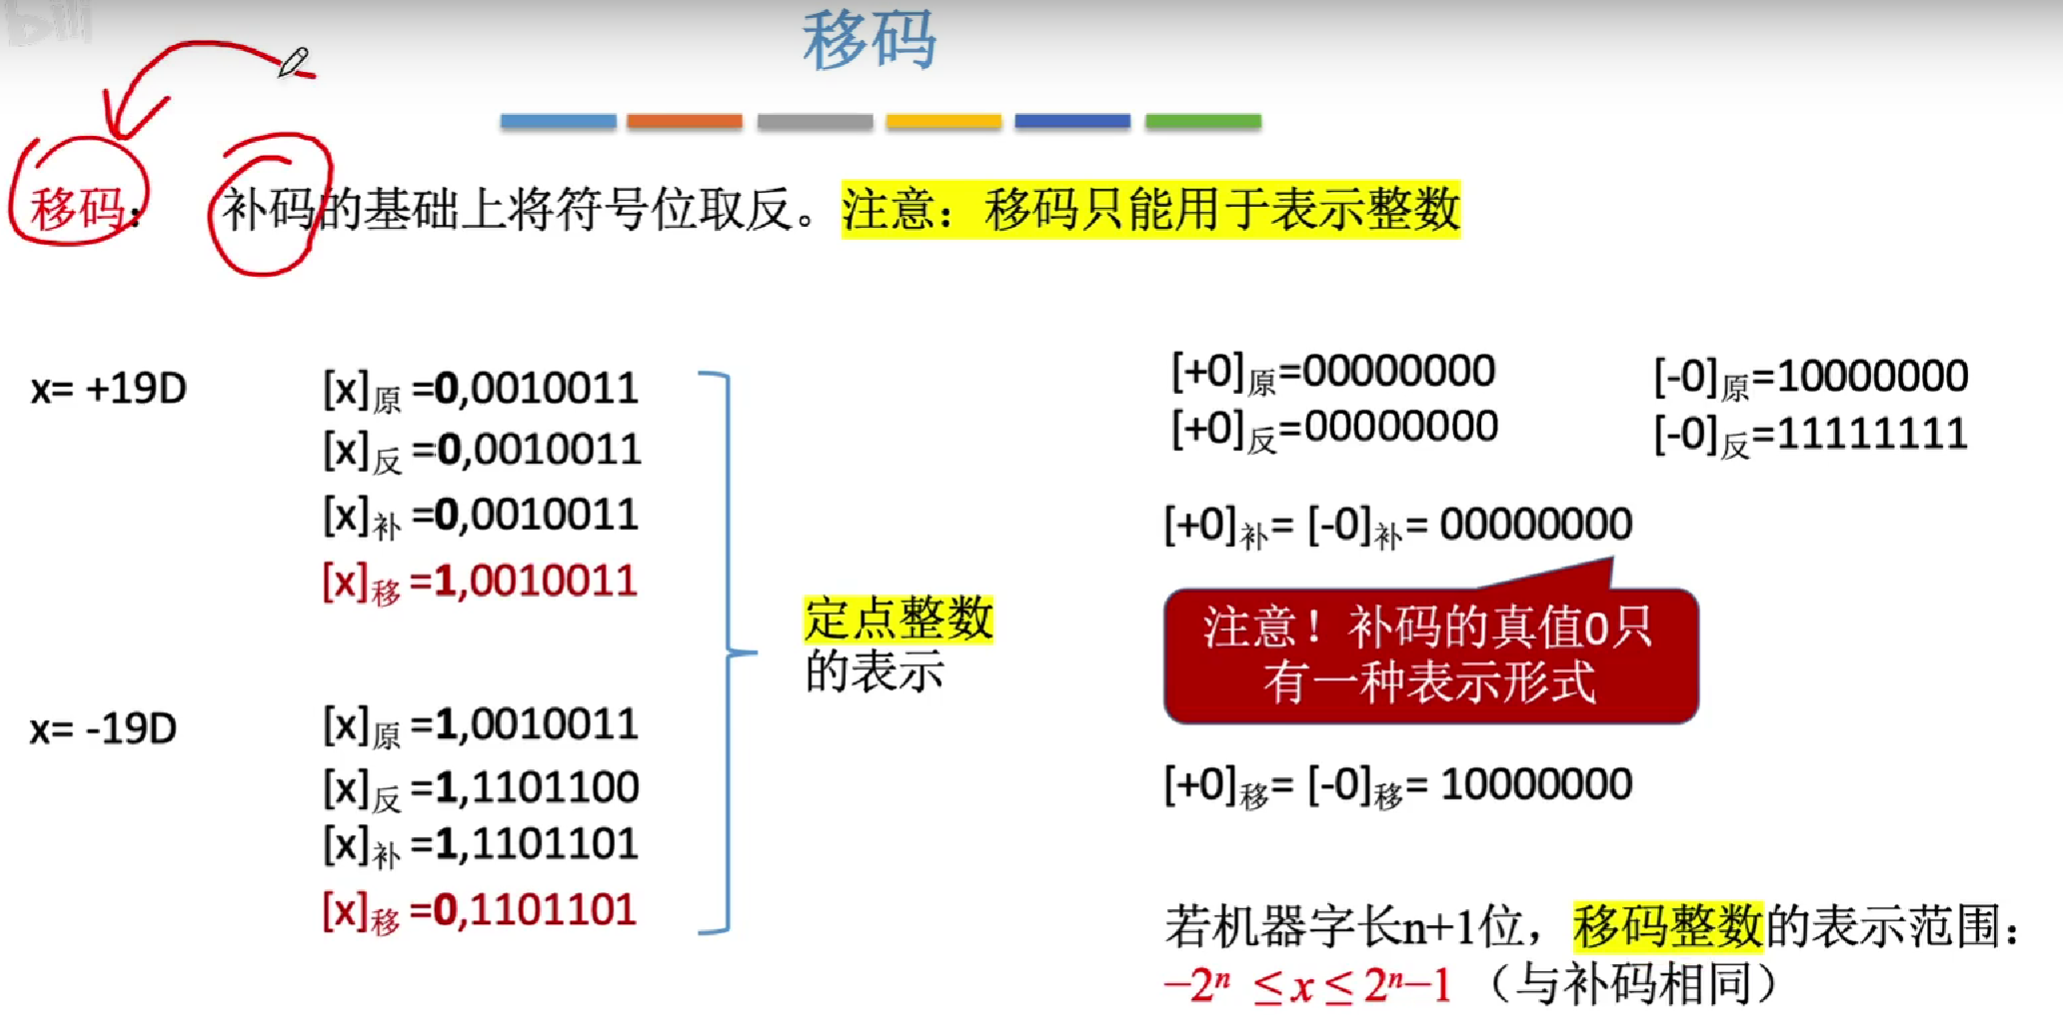 bili
移码
移码： 补码的基础上将符号位取反。注意：移码只能用于表示整数
x= +19D
[x]原 =0,0010011
[x]反 =0,0010011
[x]补 =0,0010011
[x]移 =1,0010011
x= -19D
[x]原 =1,0010011
[x]反 =1,1101100
[x]补 =1,1101101
[x]移 =0,1101101
定点整数
的表示
[+0]原=00000000 [-0]原=10000000
[+0]反=00000000 [-0]反=11111111
[+0]补= [-0]补= 00000000
注意！补码的真值0只
有一种表示形式
[+0]移= [-0]移= 10000000
若机器字长n+1位，移码整数的表示范围：
−2ⁿ ≤ x ≤ 2ⁿ−1 （与补码相同）